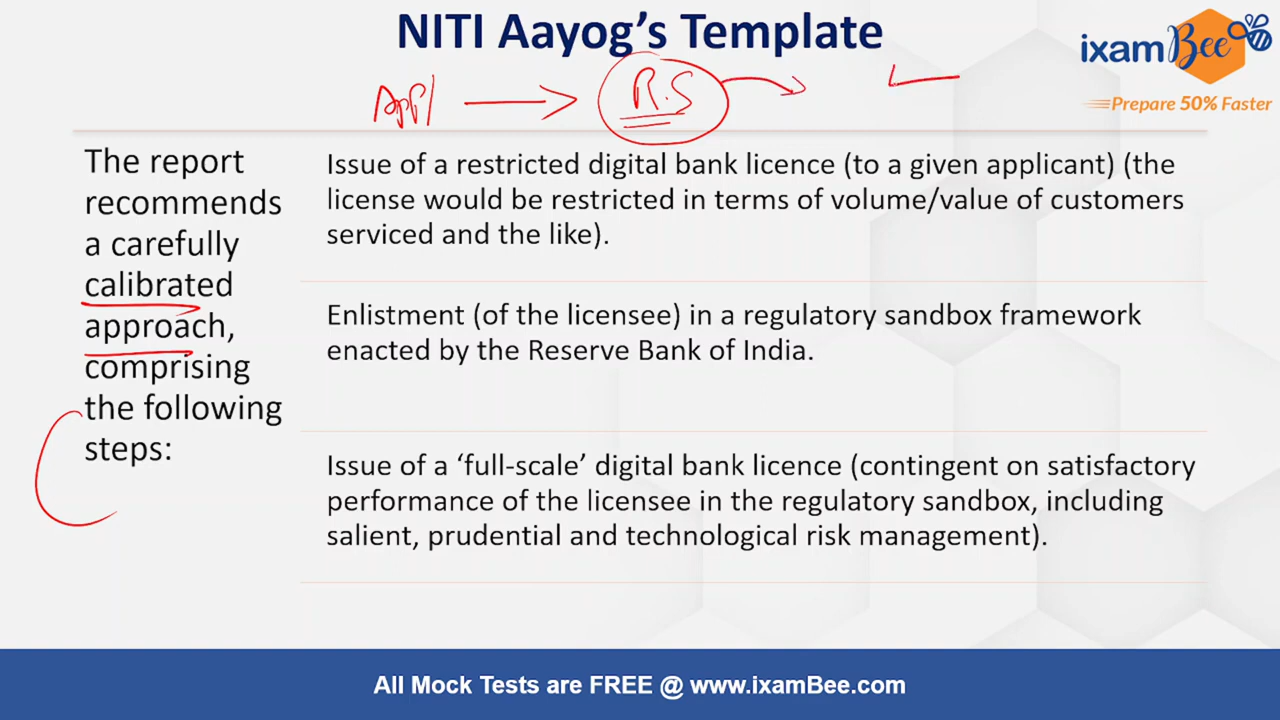 NITI Aayog's Template
ixamBee
Prepare 50% Faster
Appl
R.S
The report
recommends
a carefully
calibrated
approach,
comprising
the following
steps:
Issue of a restricted digital bank licence (to a given applicant) (the
license would be restricted in terms of volume/value of customers
serviced and the like).
Enlistment (of the licensee) in a regulatory sandbox framework
enacted by the Reserve Bank of India.
Issue of a ‘full-scale’ digital bank licence (contingent on satisfactory
performance of the licensee in the regulatory sandbox, including
salient, prudential and technological risk management).
All Mock Tests are FREE @ www.ixamBee.com